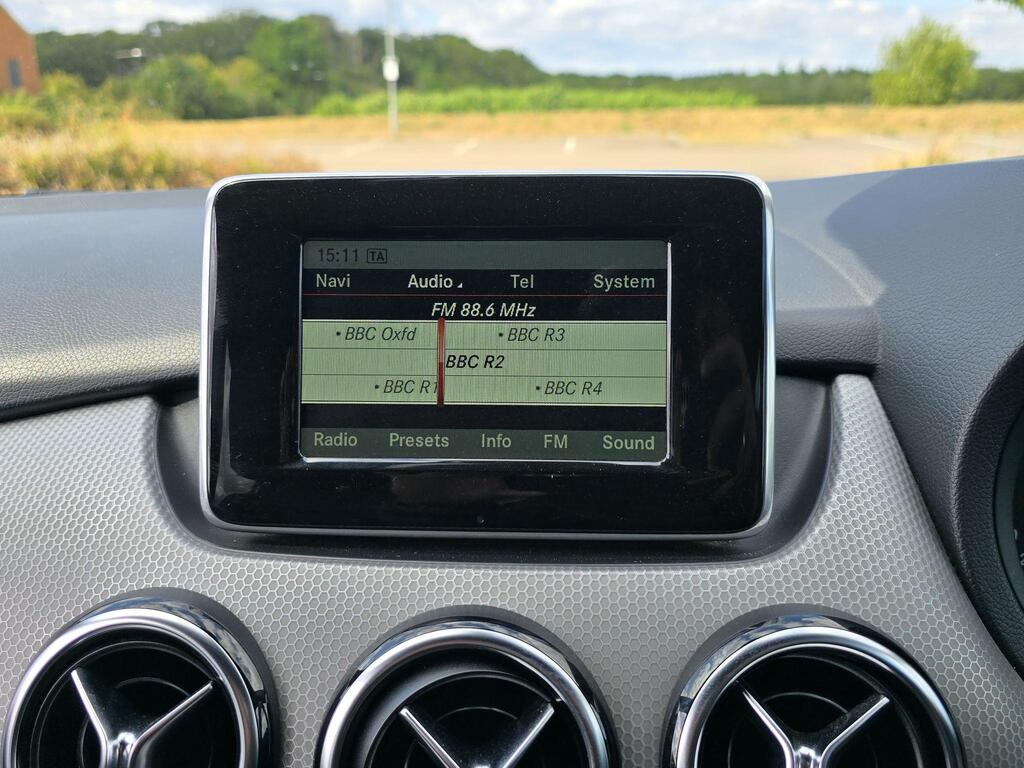 15:11 TA
Navi Audio Tel System
FM 88.6 MHz
• BBC Oxfd • BBC R3
BBC R2
• BBC R1 • BBC R4
Radio Presets Info FM Sound